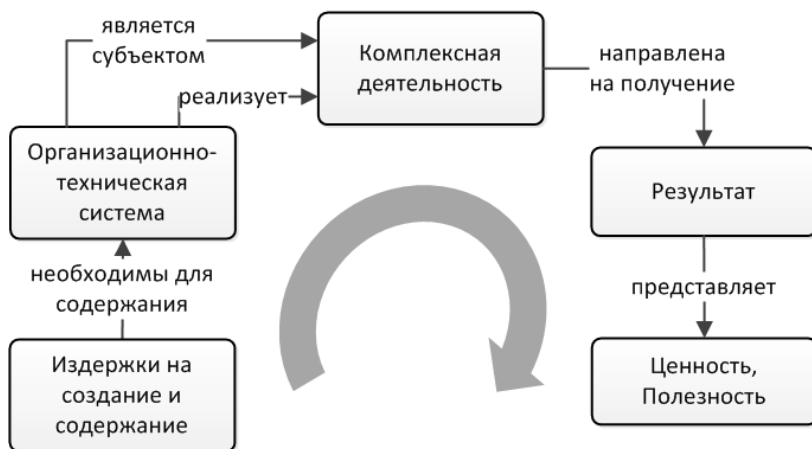 является
субъектом
реализует
Комплексная
деятельность
направлена
на получение
Организационно-
техническая
система
Результат
необходимы для
содержания
представляет
Издержки на
создание и
содержание
Ценность,
Полезность